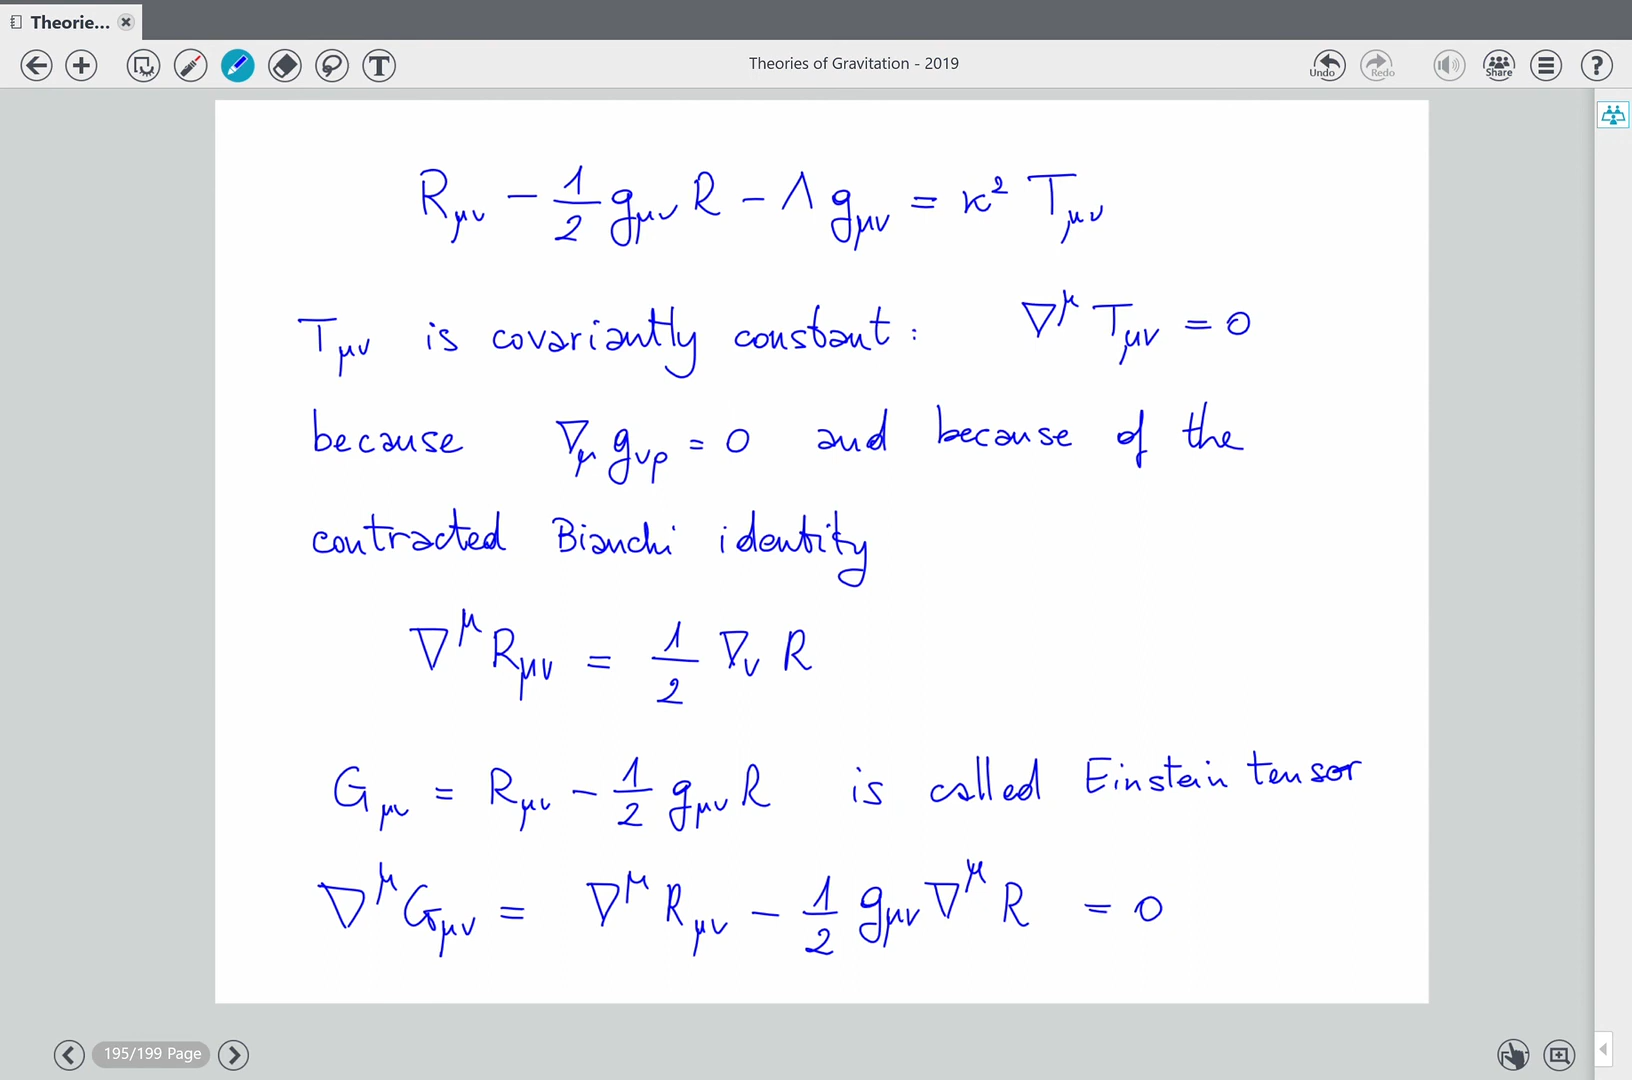 Theorie...
Theories of Gravitation - 2019
Undo
Redo
Share
R_μν − 1/2 g_μν R − Λ g_μν = κ² T_μν
T_μν is covariantly constant : ∇^μ T_μν = 0
because ∇_μ g_νρ = 0 and because of the
contracted Bianchi identity
∇^μ R_μν = 1/2 ∇_ν R
G_μν = R_μν − 1/2 g_μν R is called Einstein tensor
∇^μ G_μν = ∇^μ R_μν − 1/2 g_μν ∇^μ R = 0
195/199 Page